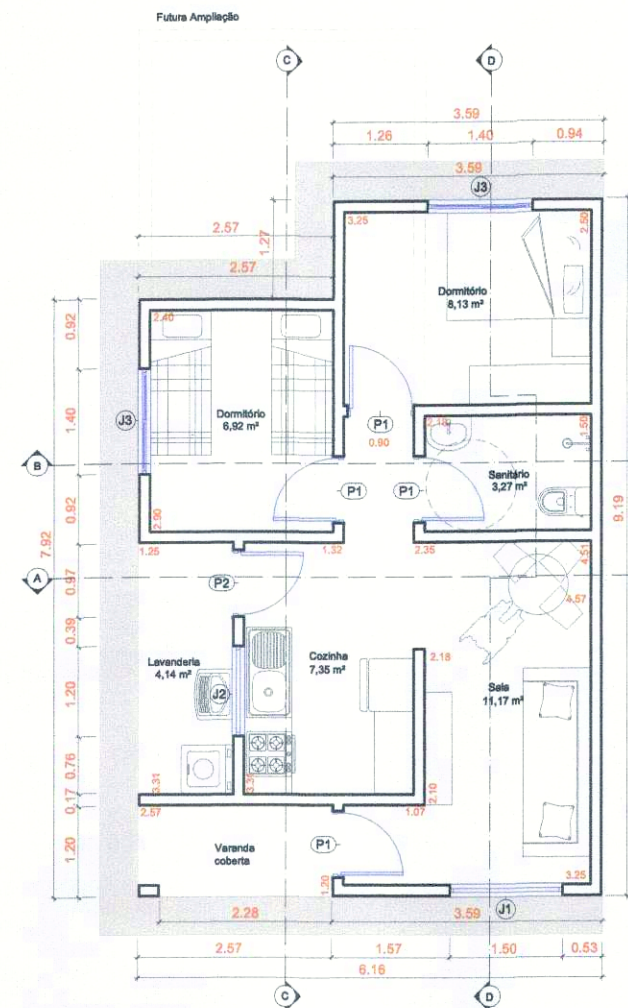 Futura Ampliação
C
D
3.59
1.26
1.40
0.94
3.59
J3
2.57
1.27
3.25
2.50
2.57
Dormitório
8,13 m²
0.92
2.40
1.40
J3
Dormitório
6,92 m²
P1
0.90
2.18
1.50
B
P1
P1
Sanitário
3,27 m²
9.19
0.92
2.90
7.92
1.25
1.32
2.35
4.51
A
0.97
P2
4.57
0.39
2.18
Lavanderia
4,14 m²
Cozinha
7,35 m²
Sala
11,17 m²
J2
1.20
0.76
3.31
2.10
0.17
2.57
1.07
1.20
Varanda
coberta
P1
1.20
3.25
2.28
3.59
J1
2.57
1.57
1.50
0.53
6.16
C
D